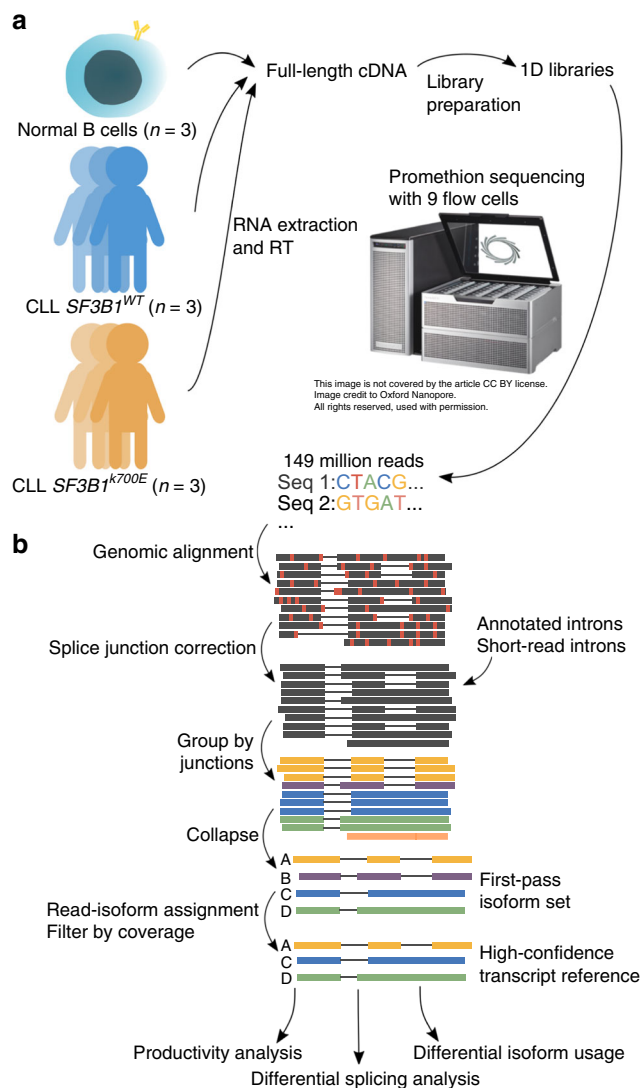 a
Full-length cDNA
1D libraries
Library
preparation
Normal B cells (n = 3)
Promethion sequencing
with 9 flow cells
RNA extraction
and RT
CLL SF3B1^WT (n = 3)
This image is not covered by the article CC BY license.
Image credit to Oxford Nanopore.
All rights reserved, used with permission.
CLL SF3B1^k700E (n = 3)
149 million reads
Seq 1:CTACG...
Seq 2:GTGAT...
...
b
Genomic alignment
Annotated introns
Short-read introns
Splice junction correction
Group by
junctions
Collapse
A
B
C
D
First-pass
isoform set
Read-isoform assignment
Filter by coverage
A
C
D
High-confidence
transcript reference
Productivity analysis
Differential isoform usage
Differential splicing analysis